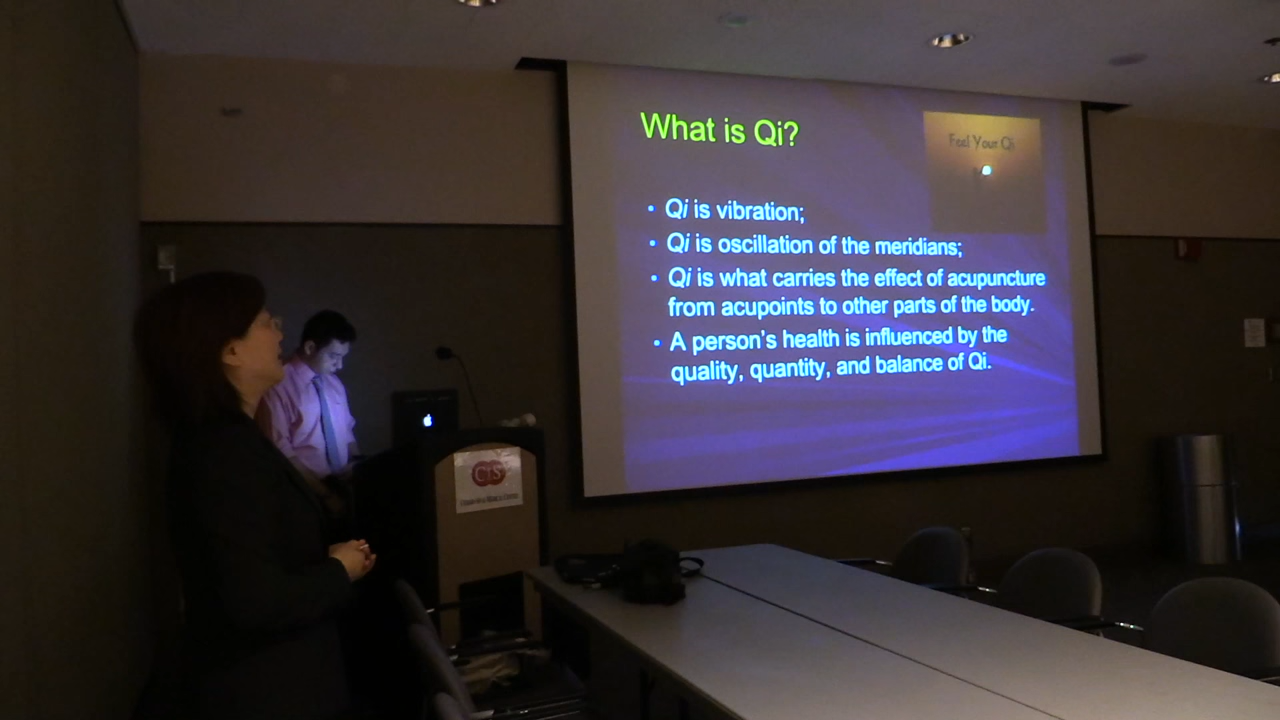 What is Qi?
Feel Your Qi
• Qi is vibration;
• Qi is oscillation of the meridians;
• Qi is what carries the effect of acupuncture
from acupoints to other parts of the body.
• A person's health is influenced by the
quality, quantity, and balance of Qi.